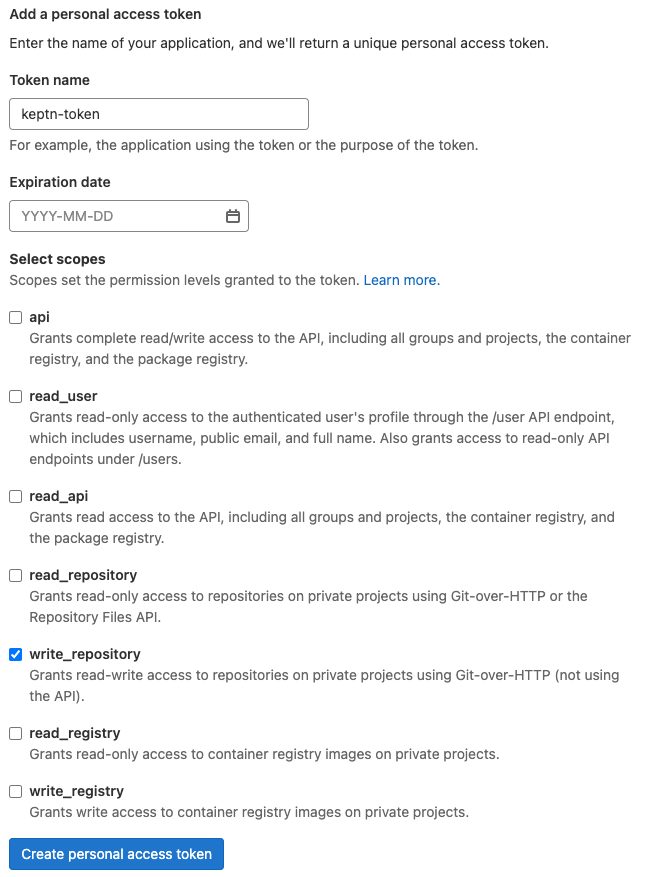 Add a personal access token
Enter the name of your application, and we'll return a unique personal access token.
Token name
keptn-token
For example, the application using the token or the purpose of the token.
Expiration date
YYYY-MM-DD
Select scopes
Scopes set the permission levels granted to the token. Learn more.
api
Grants complete read/write access to the API, including all groups and projects, the container
registry, and the package registry.
read_user
Grants read-only access to the authenticated user's profile through the /user API endpoint,
which includes username, public email, and full name. Also grants access to read-only API
endpoints under /users.
read_api
Grants read access to the API, including all groups and projects, the container registry, and
the package registry.
read_repository
Grants read-only access to repositories on private projects using Git-over-HTTP or the
Repository Files API.
write_repository
Grants read-write access to repositories on private projects using Git-over-HTTP (not using
the API).
read_registry
Grants read-only access to container registry images on private projects.
write_registry
Grants write access to container registry images on private projects.
Create personal access token